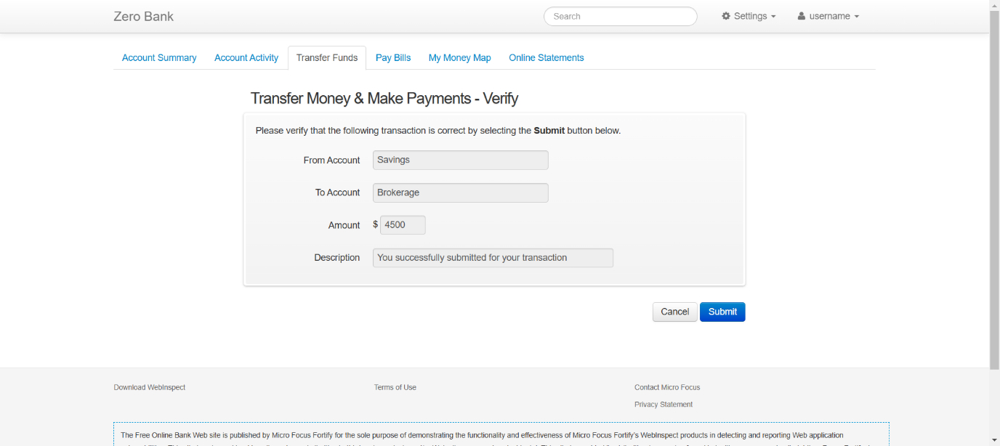 Zero Bank
Search
Settings
username
Account Summary
Account Activity
Transfer Funds
Pay Bills
My Money Map
Online Statements
Transfer Money & Make Payments - Verify
Please verify that the following transaction is correct by selecting the Submit button below.
From Account
Savings
To Account
Brokerage
Amount
$ 4500
Description
You successfully submitted for your transaction
Cancel
Submit
Download WebInspect
Terms of Use
Contact Micro Focus
Privacy Statement
The Free Online Bank Web site is published by Micro Focus Fortify for the sole purpose of demonstrating the functionality and effectiveness of Micro Focus Fortify's WebInspect products in detecting and reporting Web application